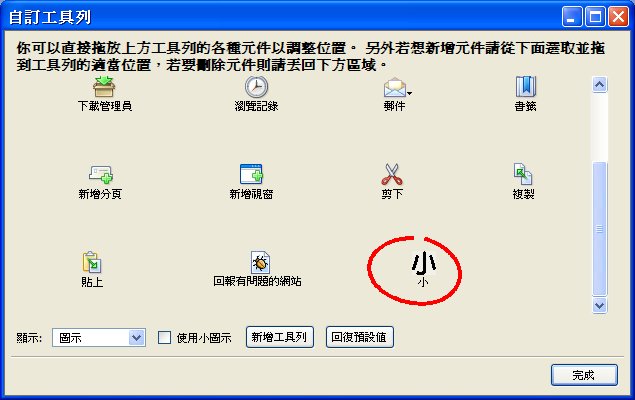 自訂工具列
你可以直接拖放上方工具列的各種元件以調整位置。 另外若想新增元件請從下面選取並拖
到工具列的適當位置，若要刪除元件則請丟回下方區域。
下載管理員 瀏覽記錄 郵件 書籤
新增分頁 新增視窗 剪下 複製
小
貼上 回報有問題的網站 小
顯示: 圖示 使用小圖示 新增工具列 回復預設值
完成